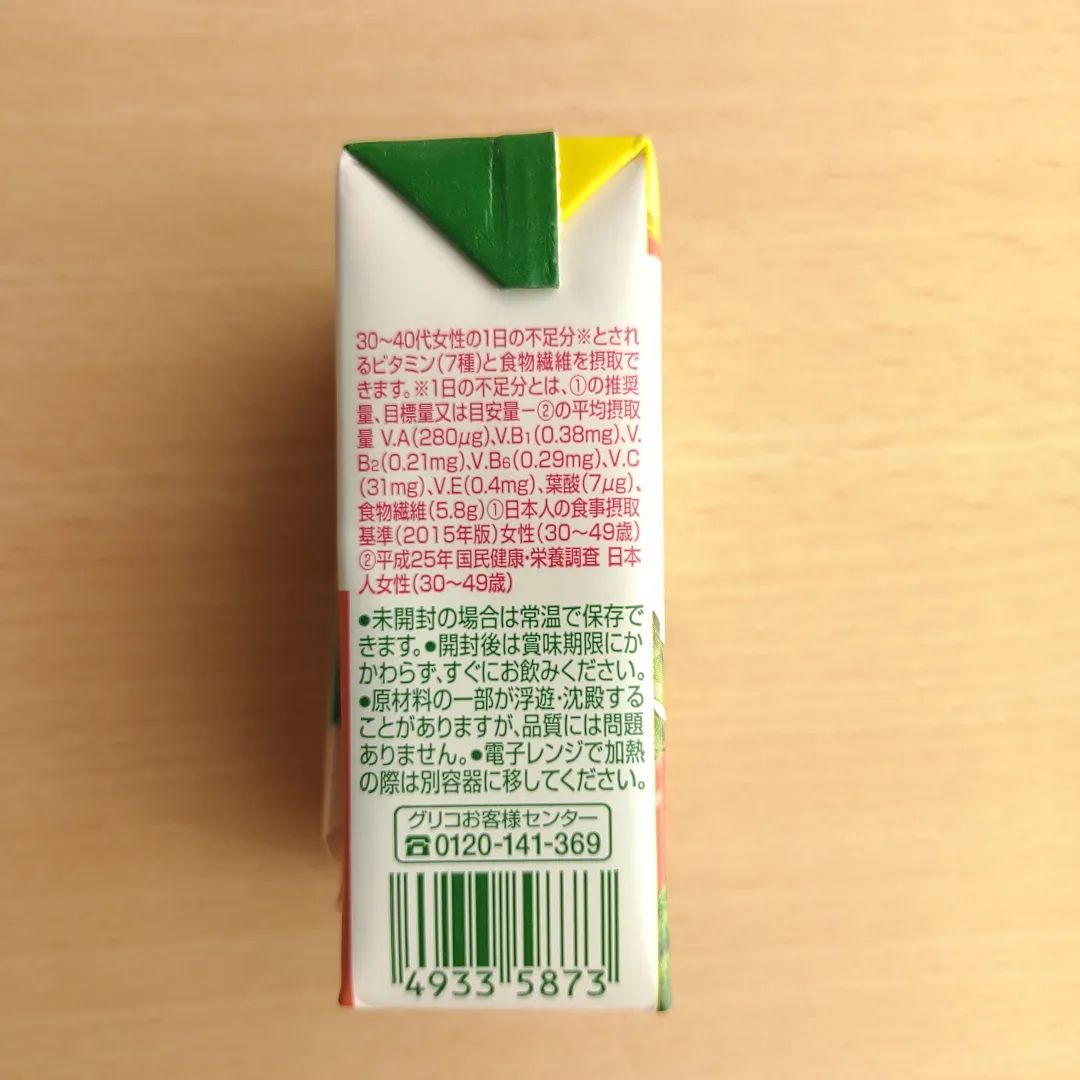 30～40代女性の1日の不足分※とされ
るビタミン(7種)と食物繊維を摂取で
きます。※1日の不足分とは、①の推奨
量、目標量又は目安量－②の平均摂取
量 V.A(280μg)、V.B1(0.38mg)、V.
B2(0.21mg)、V.B6(0.29mg)、V.C
(31mg)、V.E(0.4mg)、葉酸(7μg)、
食物繊維(5.8g)①日本人の食事摂取
基準(2015年版)女性(30～49歳)
②平成25年国民健康・栄養調査 日本
人女性(30～49歳)
●未開封の場合は常温で保存で
きます。●開封後は賞味期限にか
かわらず、すぐにお飲みください。
●原材料の一部が浮遊・沈殿する
ことがありますが、品質には問題
ありません。●電子レンジで加熱
の際は別容器に移してください。
グリコお客様センター
☎0120-141-369
4933 5873